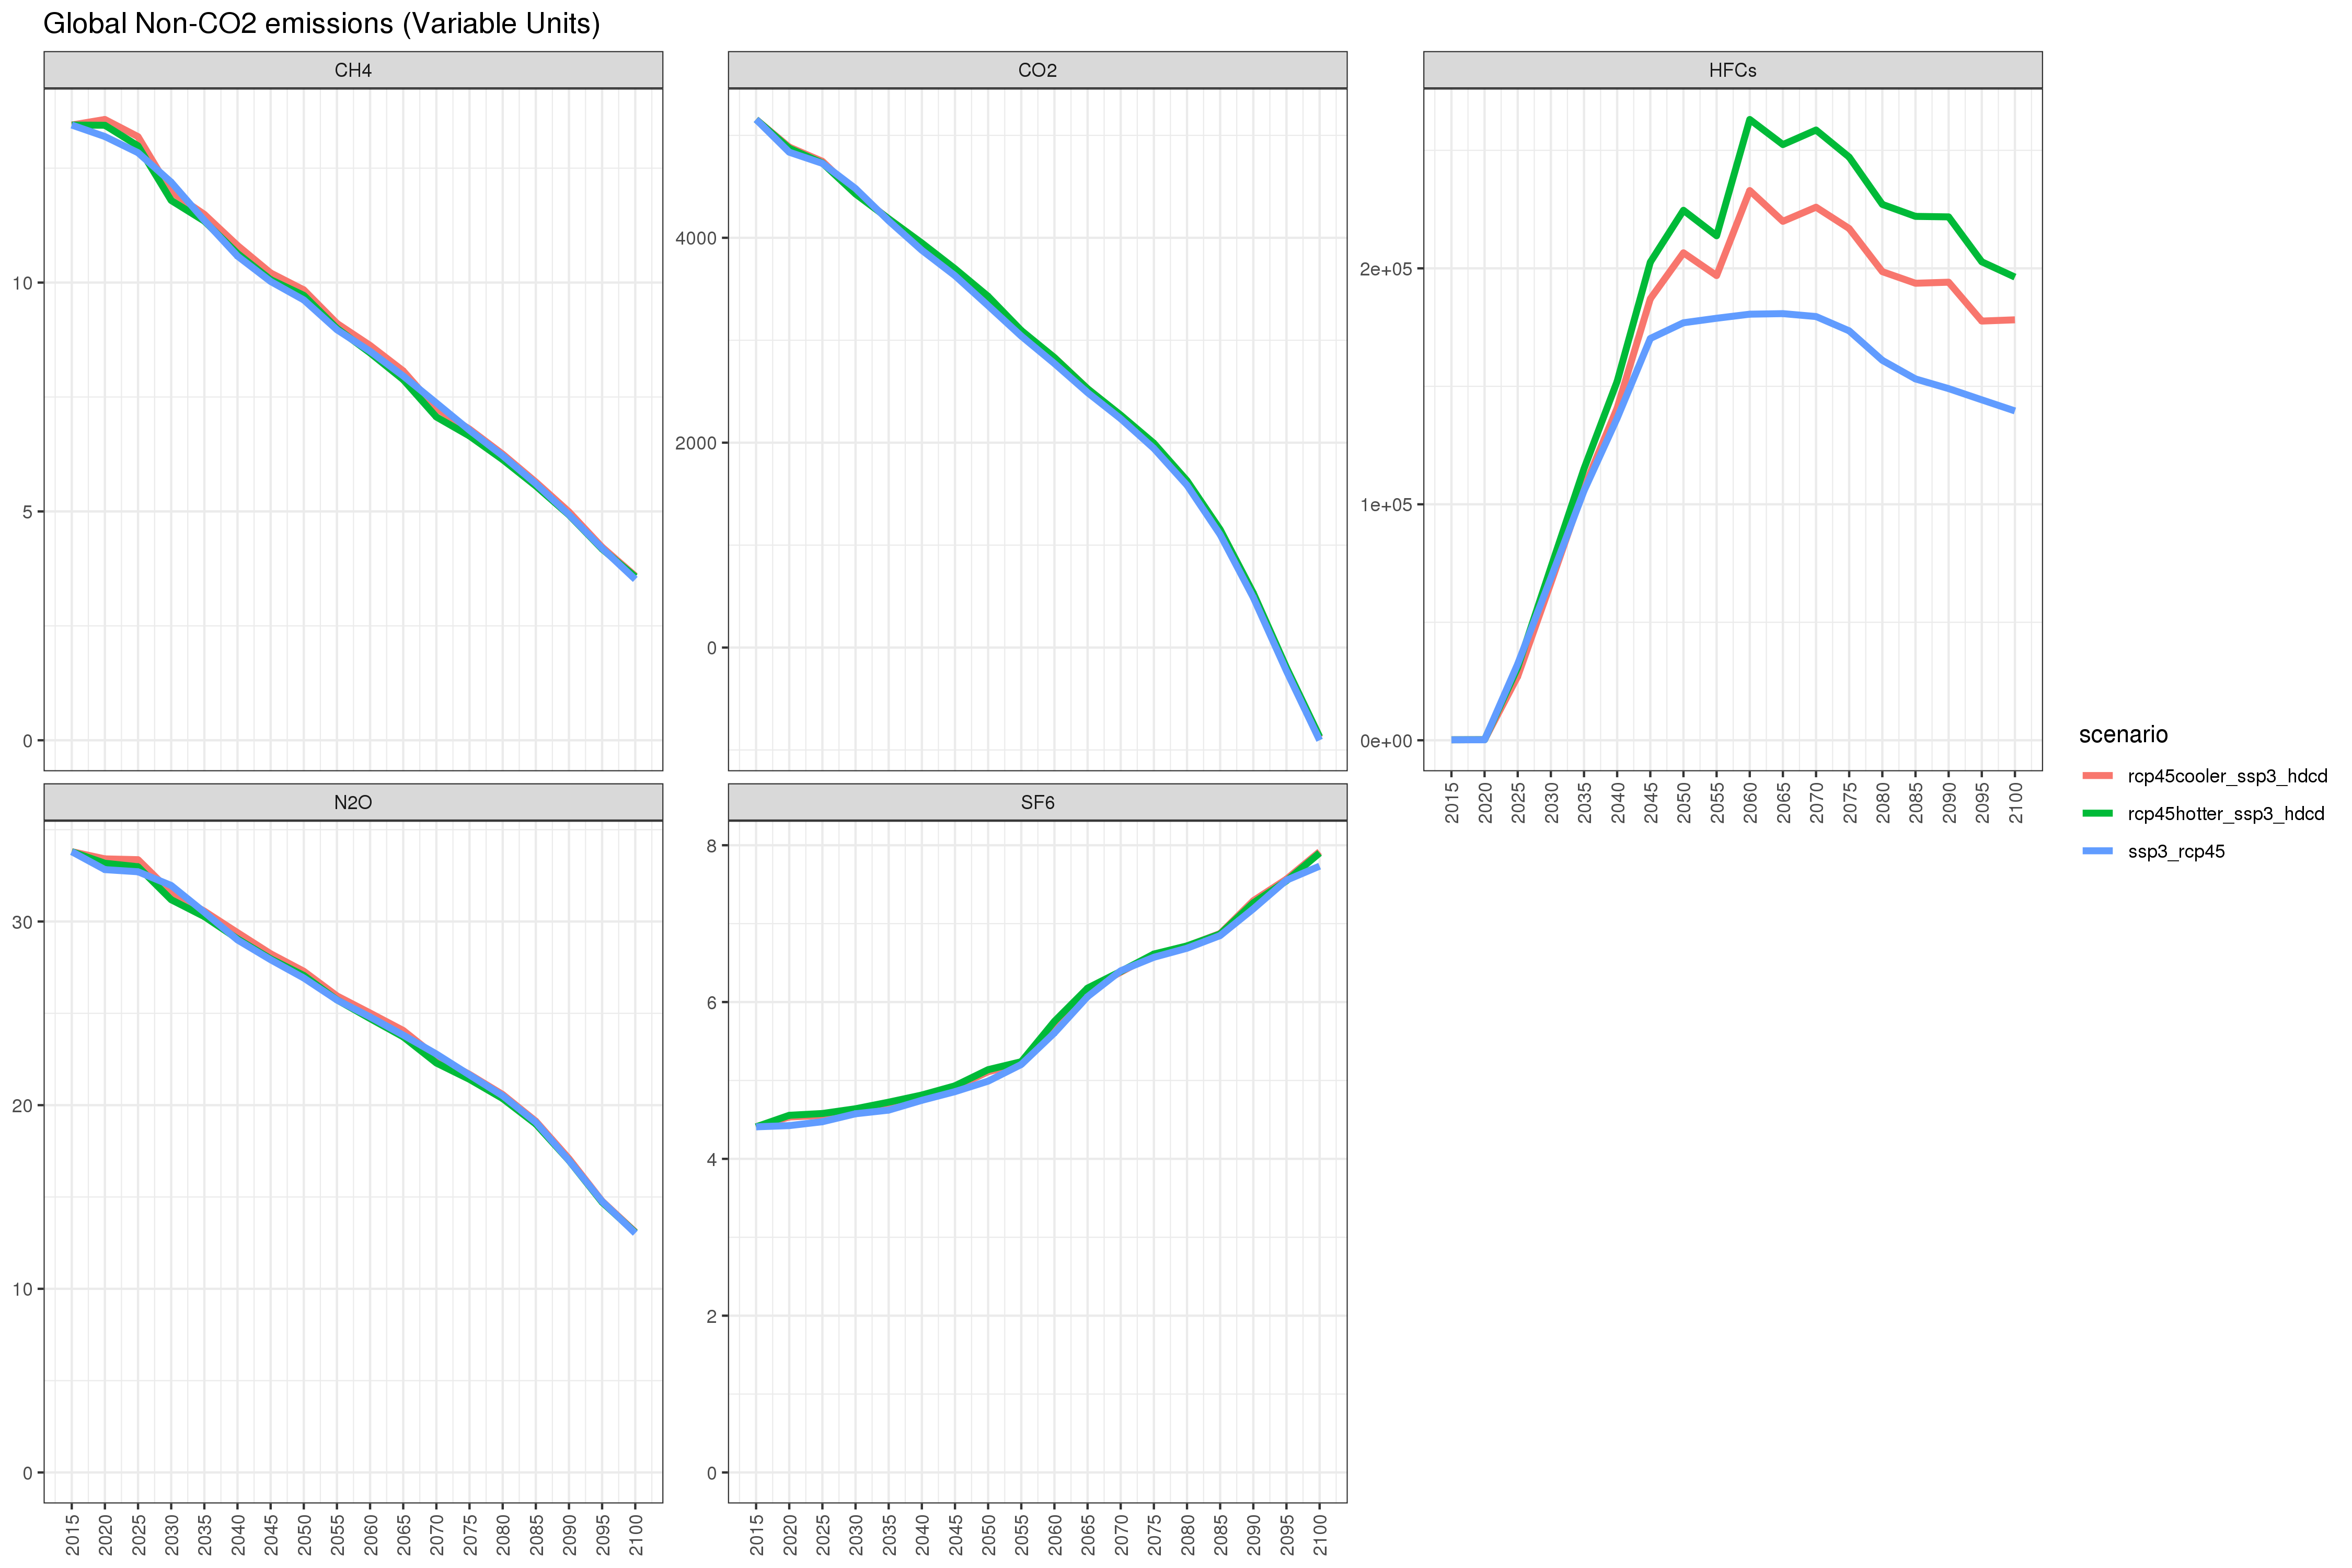 Global Non-CO2 emissions (Variable Units)
CH4
CO2
HFCs
10
5
0
4000
2000
0
2e+05
1e+05
0e+00
2015 2020 2025 2030 2035 2040 2045 2050 2055 2060 2065 2070 2075 2080 2085 2090 2095 2100
scenario
rcp45cooler_ssp3_hdcd
rcp45hotter_ssp3_hdcd
ssp3_rcp45
N2O
SF6
30
20
10
0
8
6
4
2
0
2015 2020 2025 2030 2035 2040 2045 2050 2055 2060 2065 2070 2075 2080 2085 2090 2095 2100
2015 2020 2025 2030 2035 2040 2045 2050 2055 2060 2065 2070 2075 2080 2085 2090 2095 2100